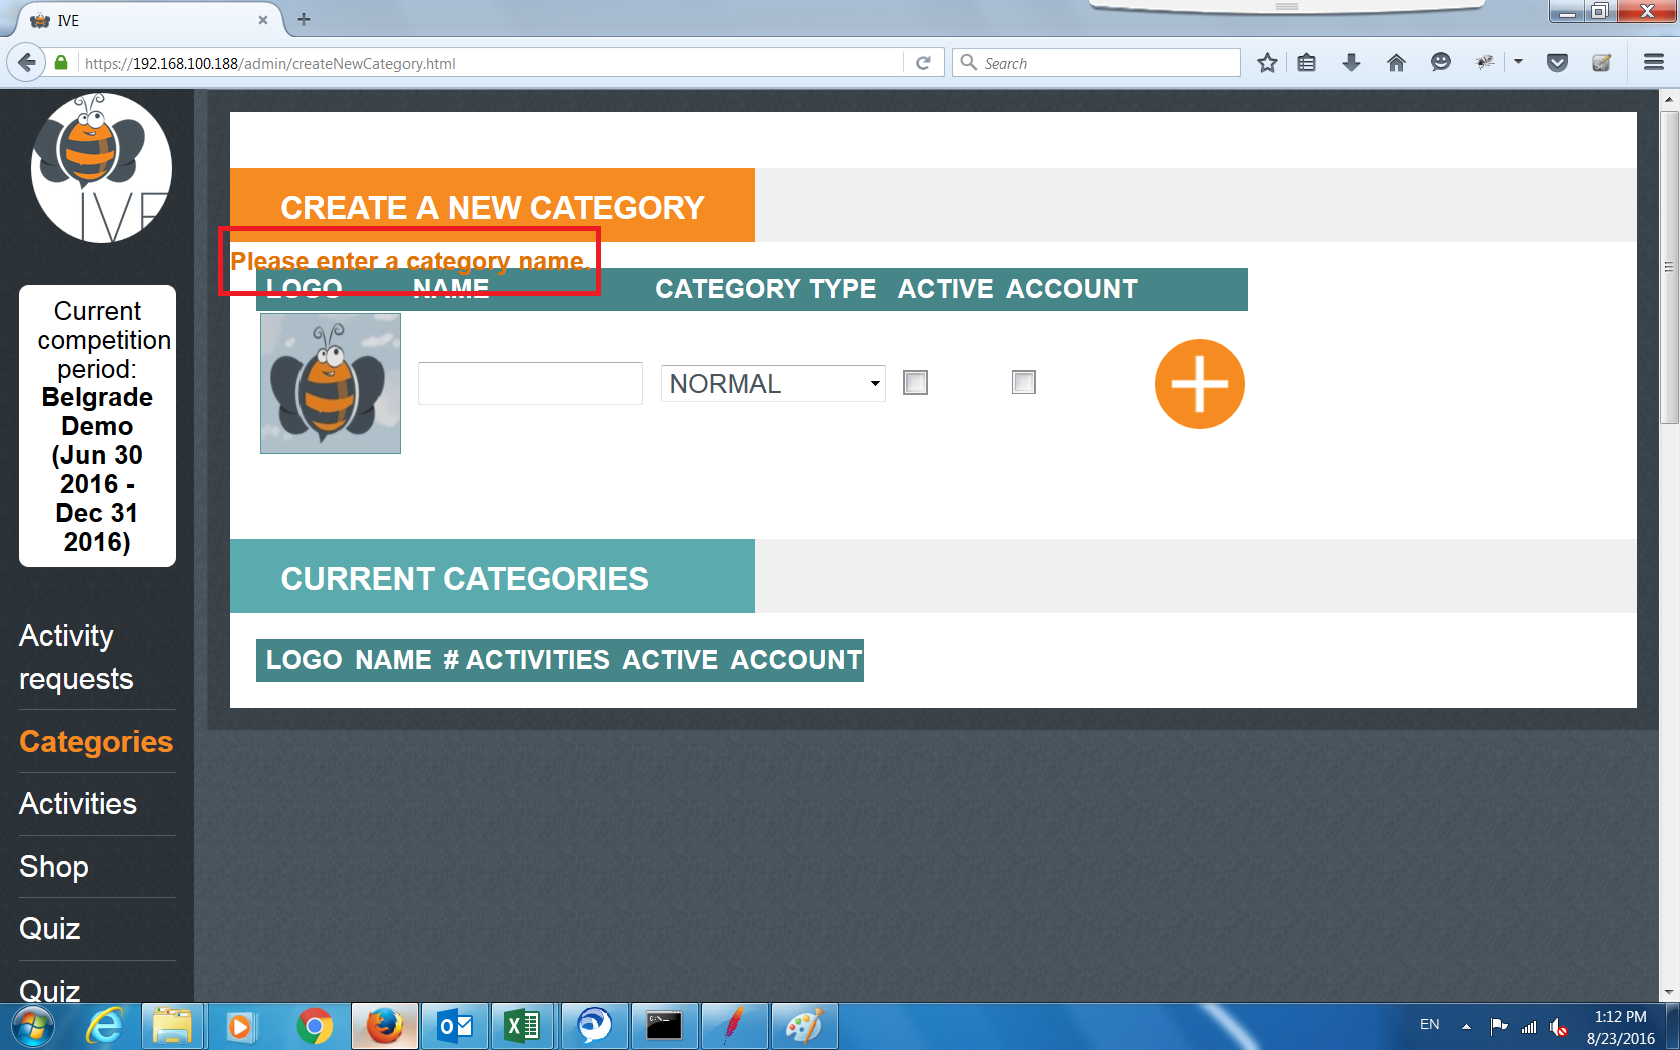 IVE
https://192.168.100.188/admin/createNewCategory.html
Search
IVE
Current
competition
period:
Belgrade
Demo
(Jun 30
2016 -
Dec 31
2016)
Activity
requests
Categories
Activities
Shop
Quiz
Quiz
CREATE A NEW CATEGORY
Please enter a category name.
LOGO NAME CATEGORY TYPE ACTIVE ACCOUNT
NORMAL
CURRENT CATEGORIES
LOGO NAME # ACTIVITIES ACTIVE ACCOUNT
EN
1:12 PM
8/23/2016